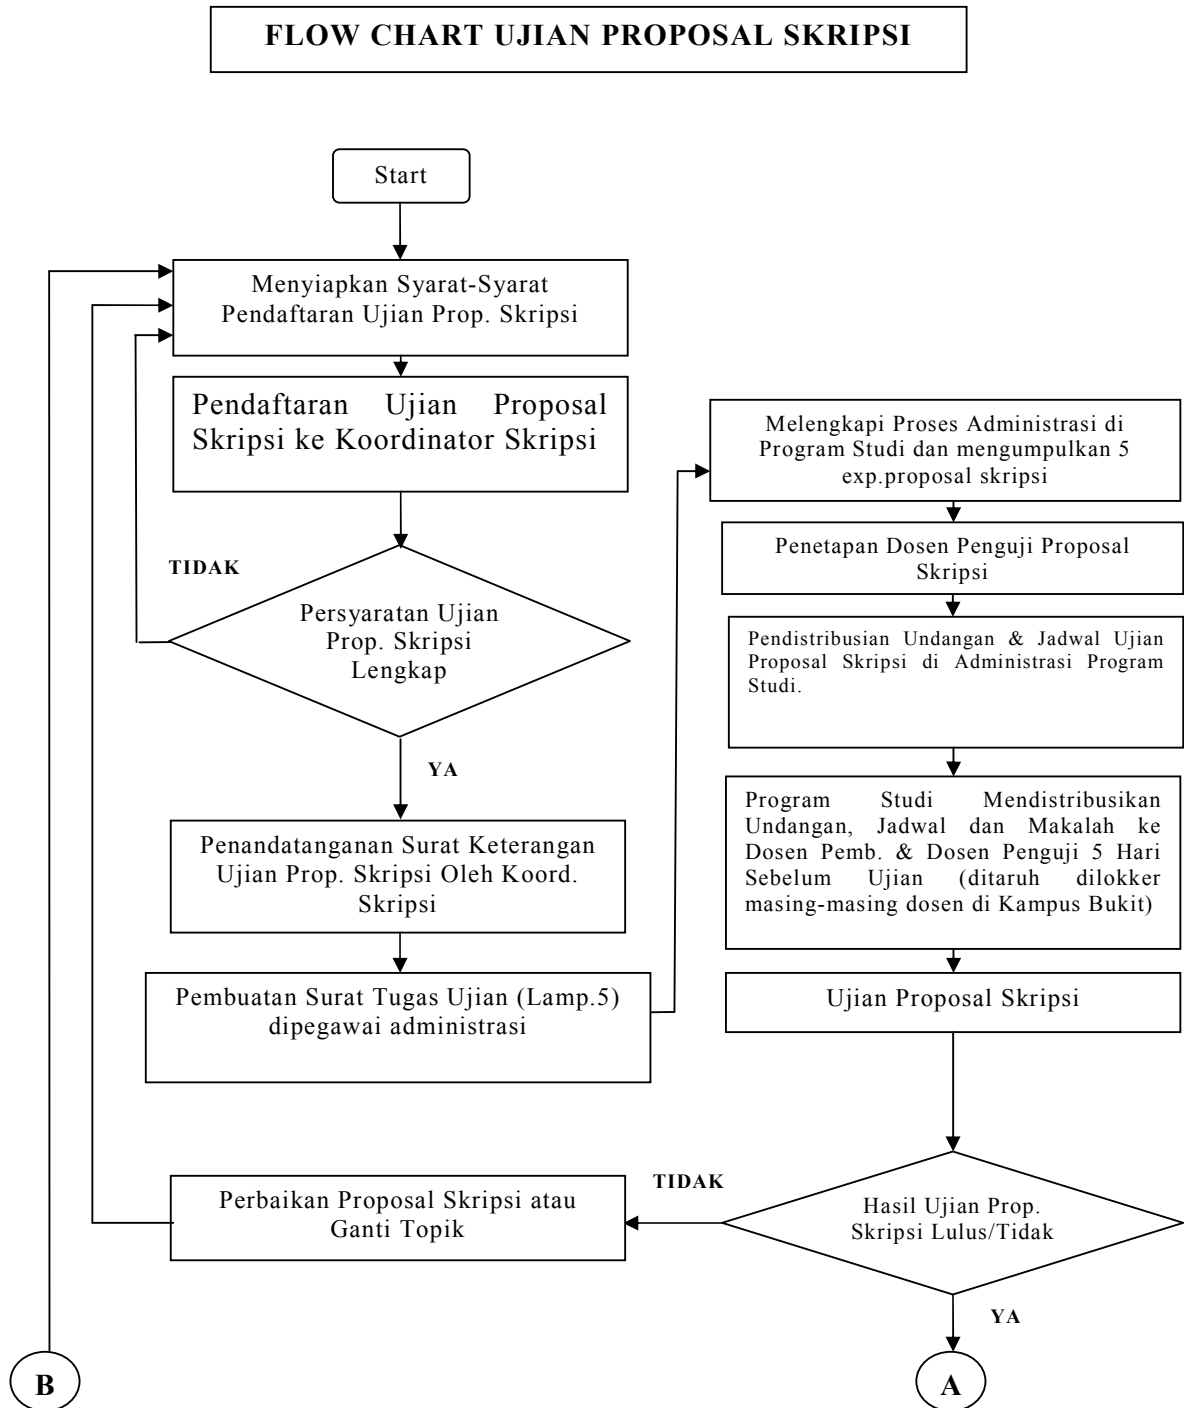 FLOW CHART UJIAN PROPOSAL SKRIPSI
Start
Menyiapkan Syarat-Syarat
Pendaftaran Ujian Prop. Skripsi
Pendaftaran Ujian Proposal
Skripsi ke Koordinator Skripsi
TIDAK
Persyaratan Ujian
Prop. Skripsi
Lengkap
YA
Penandatanganan Surat Keterangan
Ujian Prop. Skripsi Oleh Koord.
Skripsi
Pembuatan Surat Tugas Ujian (Lamp.5)
dipegawai administrasi
Melengkapi Proses Administrasi di
Program Studi dan mengumpulkan 5
exp.proposal skripsi
Penetapan Dosen Penguji Proposal
Skripsi
Pendistribusian Undangan & Jadwal Ujian
Proposal Skripsi di Administrasi Program
Studi.
Program Studi Mendistribusikan
Undangan, Jadwal dan Makalah ke
Dosen Pemb. & Dosen Penguji 5 Hari
Sebelum Ujian (ditaruh dilokker
masing-masing dosen di Kampus Bukit)
Ujian Proposal Skripsi
Hasil Ujian Prop.
Skripsi Lulus/Tidak
TIDAK
Perbaikan Proposal Skripsi atau
Ganti Topik
YA
B
A